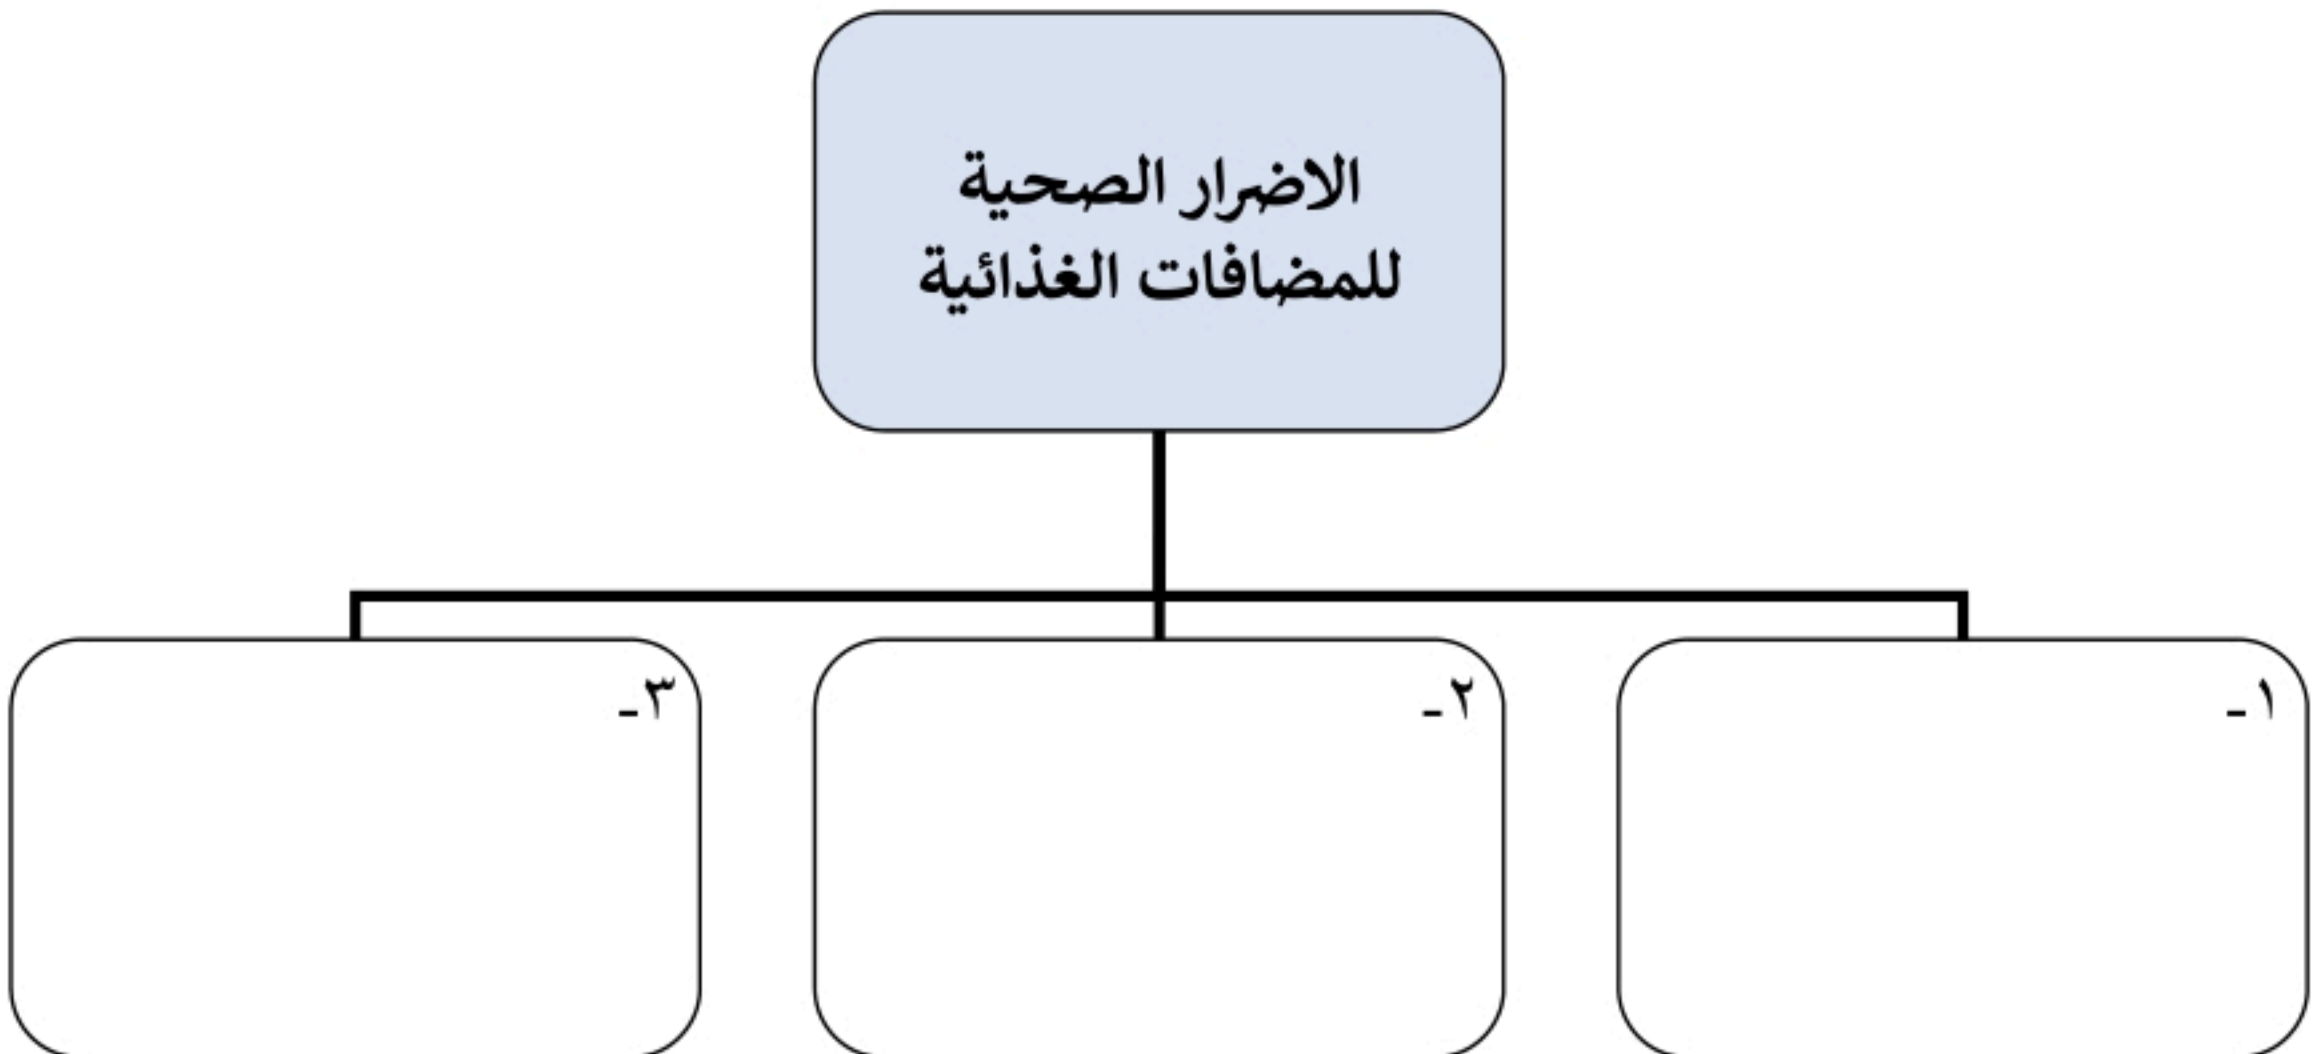 الاضرار الصحية
للمضافات الغذائية
١-
٢-
٣-